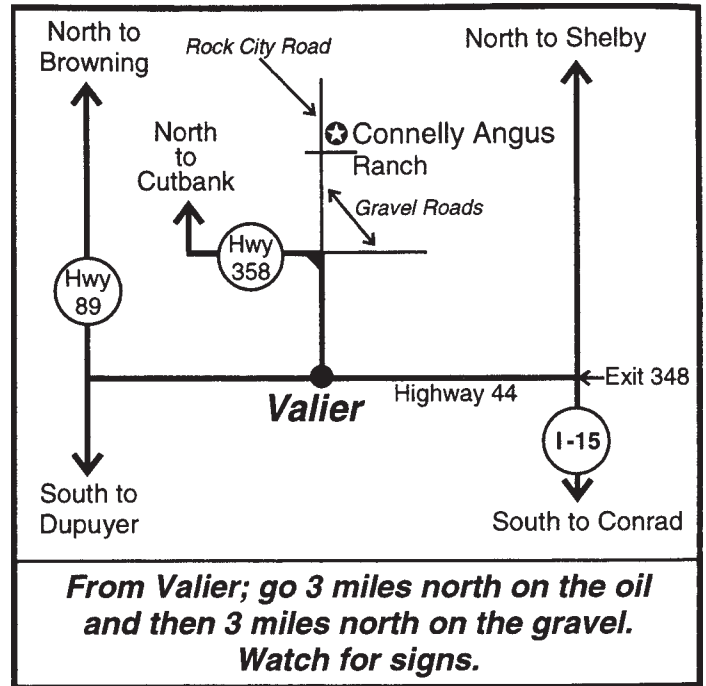 North to
Browning
Rock City Road
North to Shelby
North
to
Cutbank
Connelly Angus
Ranch
Gravel Roads
Hwy
358
Hwy
89
Exit 348
Valier
Highway 44
I-15
South to
Dupuyer
South to Conrad
From Valier; go 3 miles north on the oil
and then 3 miles north on the gravel.
Watch for signs.